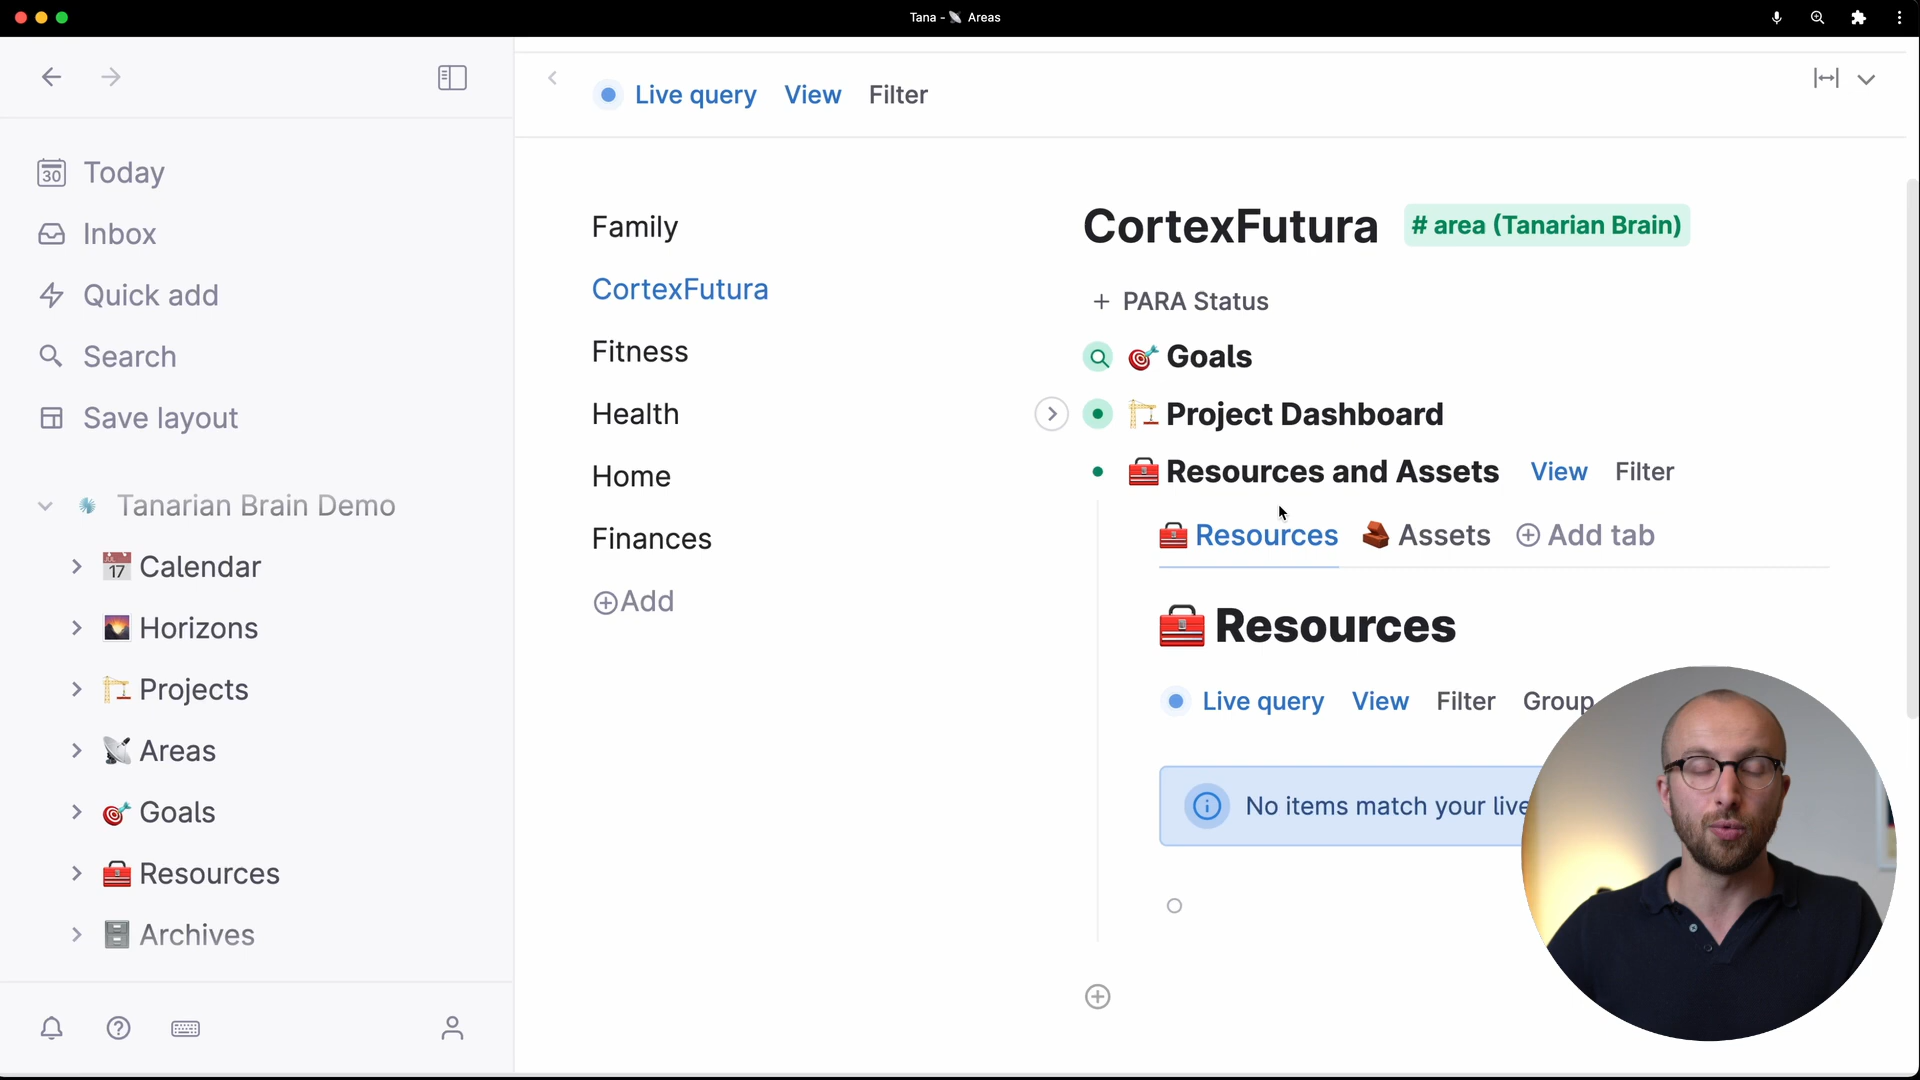 Tana - Areas
Live query View Filter
Today
30
Inbox
Quick add
Search
Save layout
Tanarian Brain Demo
17
Calendar
Horizons
Projects
Areas
Goals
Resources
Archives
Family
CortexFutura
Fitness
Health
Home
Finances
Add
CortexFutura # area (Tanarian Brain)
+ PARA Status
Goals
Project Dashboard
Resources and Assets View Filter
Resources Assets Add tab
Resources
Live query View Filter Group
No items match your live